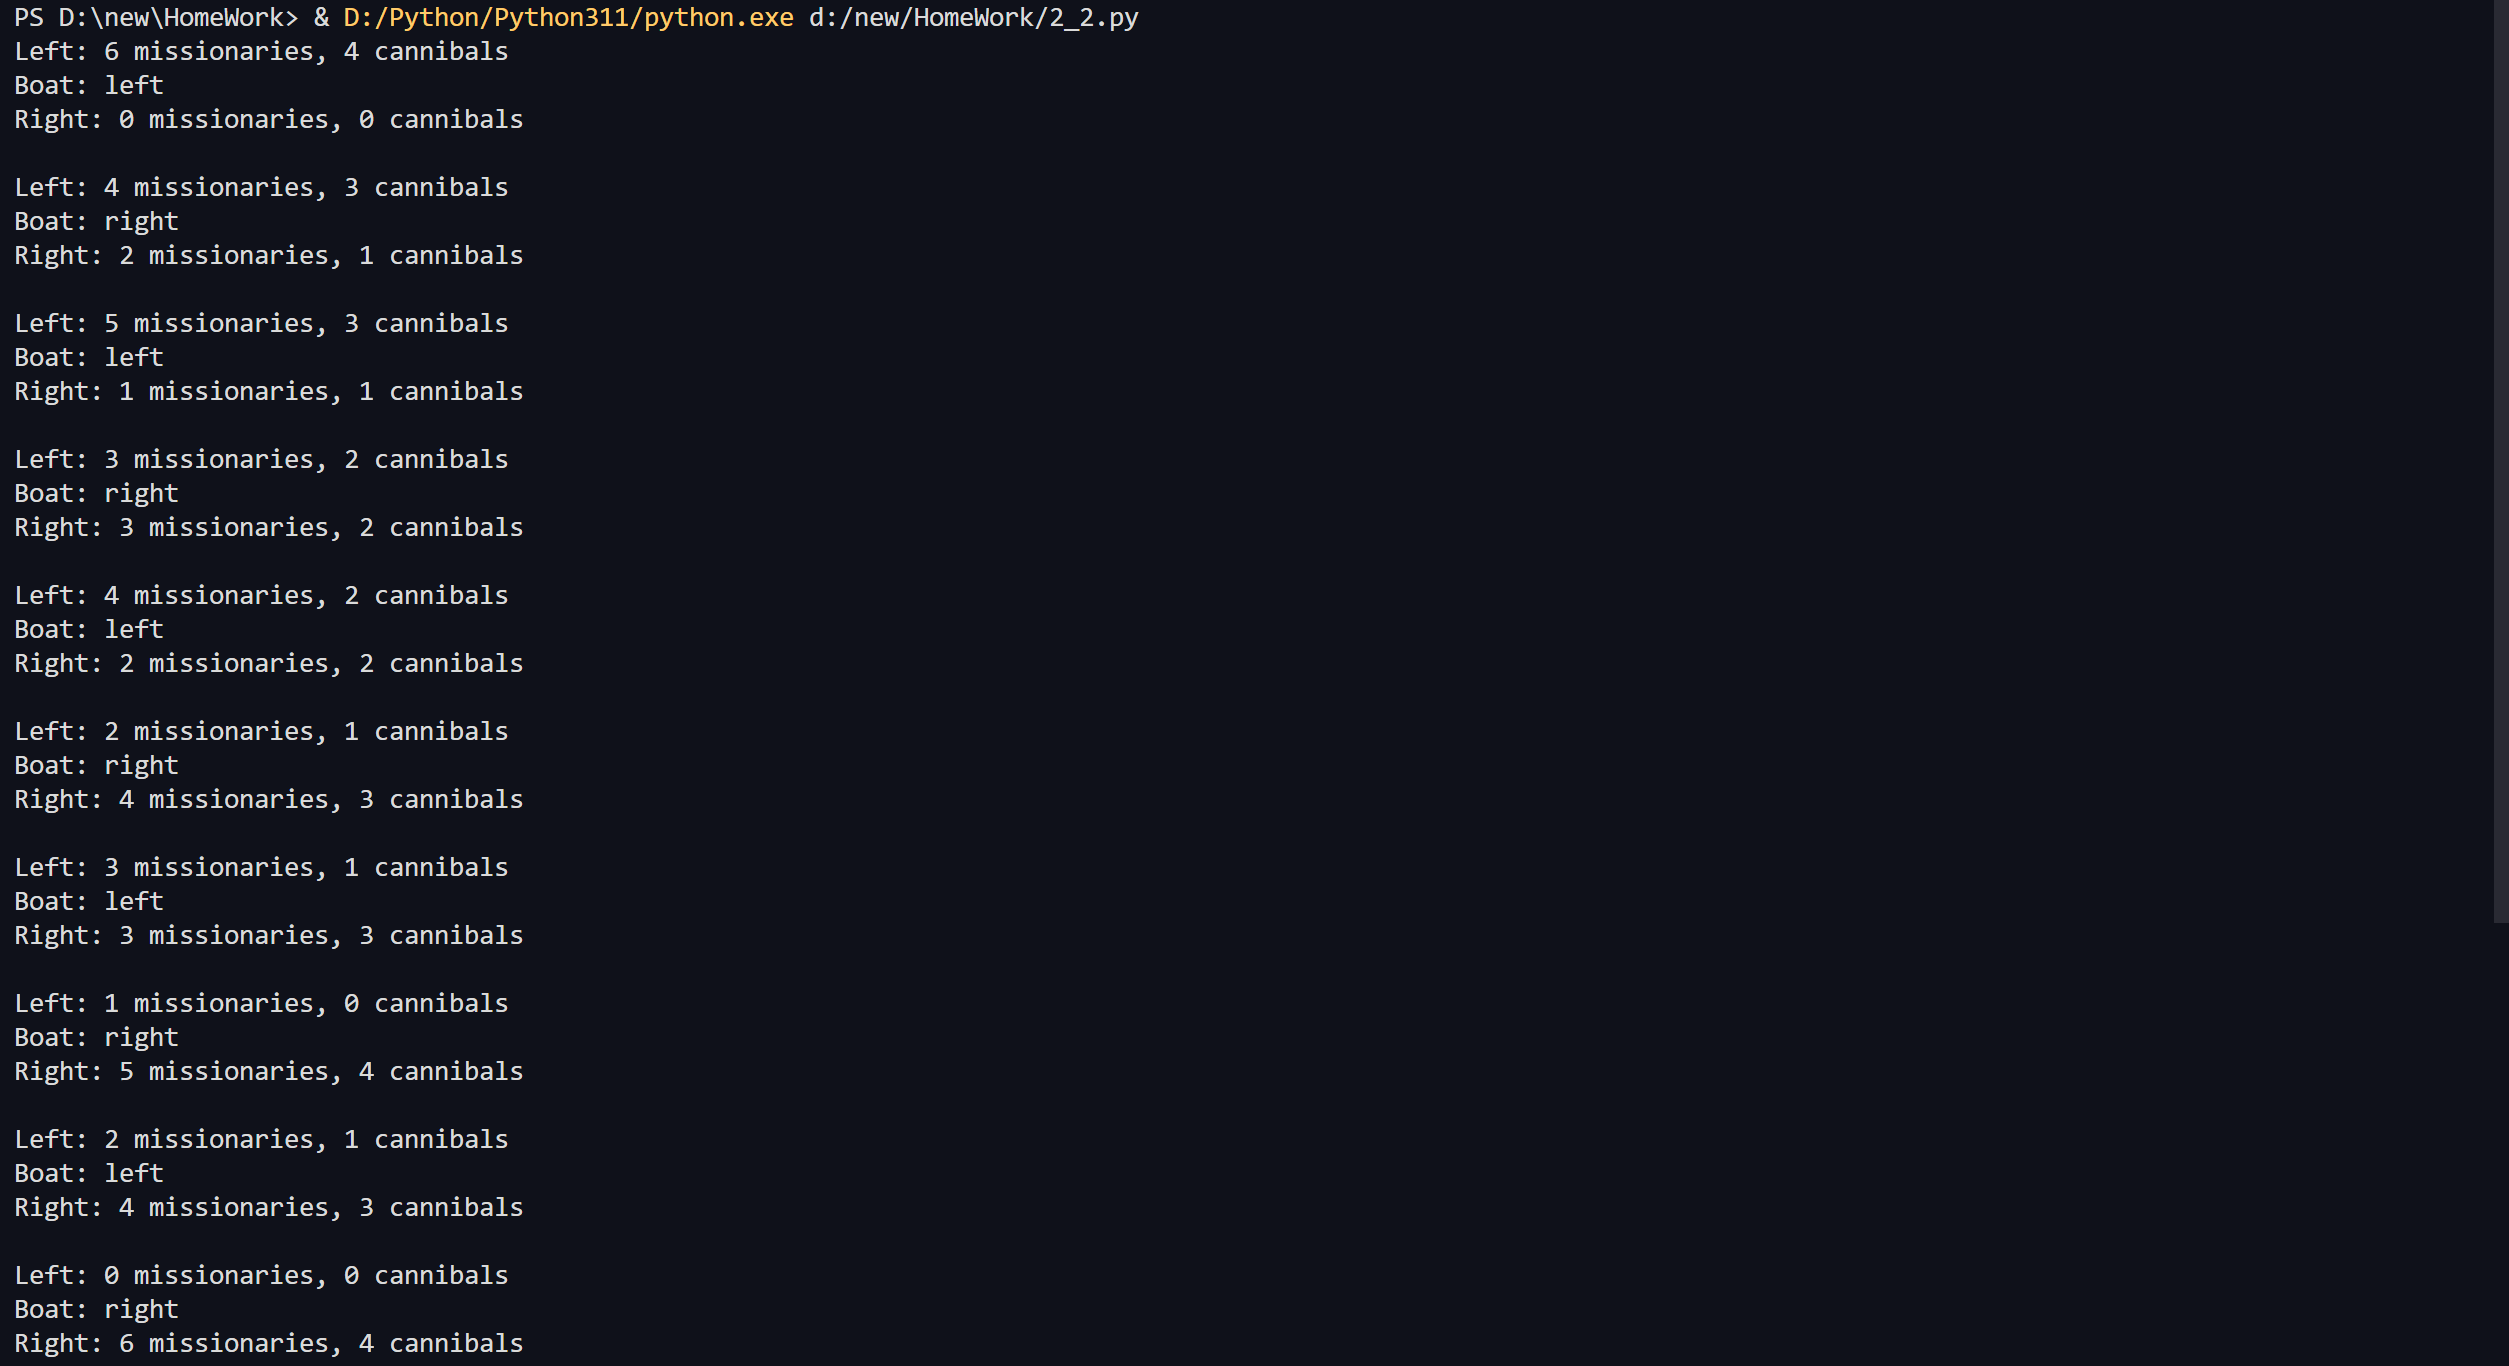 PS D:\new\HomeWork> & D:/Python/Python311/python.exe d:/new/HomeWork/2_2.py
Left: 6 missionaries, 4 cannibals
Boat: left
Right: 0 missionaries, 0 cannibals
Left: 4 missionaries, 3 cannibals
Boat: right
Right: 2 missionaries, 1 cannibals
Left: 5 missionaries, 3 cannibals
Boat: left
Right: 1 missionaries, 1 cannibals
Left: 3 missionaries, 2 cannibals
Boat: right
Right: 3 missionaries, 2 cannibals
Left: 4 missionaries, 2 cannibals
Boat: left
Right: 2 missionaries, 2 cannibals
Left: 2 missionaries, 1 cannibals
Boat: right
Right: 4 missionaries, 3 cannibals
Left: 3 missionaries, 1 cannibals
Boat: left
Right: 3 missionaries, 3 cannibals
Left: 1 missionaries, 0 cannibals
Boat: right
Right: 5 missionaries, 4 cannibals
Left: 2 missionaries, 1 cannibals
Boat: left
Right: 4 missionaries, 3 cannibals
Left: 0 missionaries, 0 cannibals
Boat: right
Right: 6 missionaries, 4 cannibals